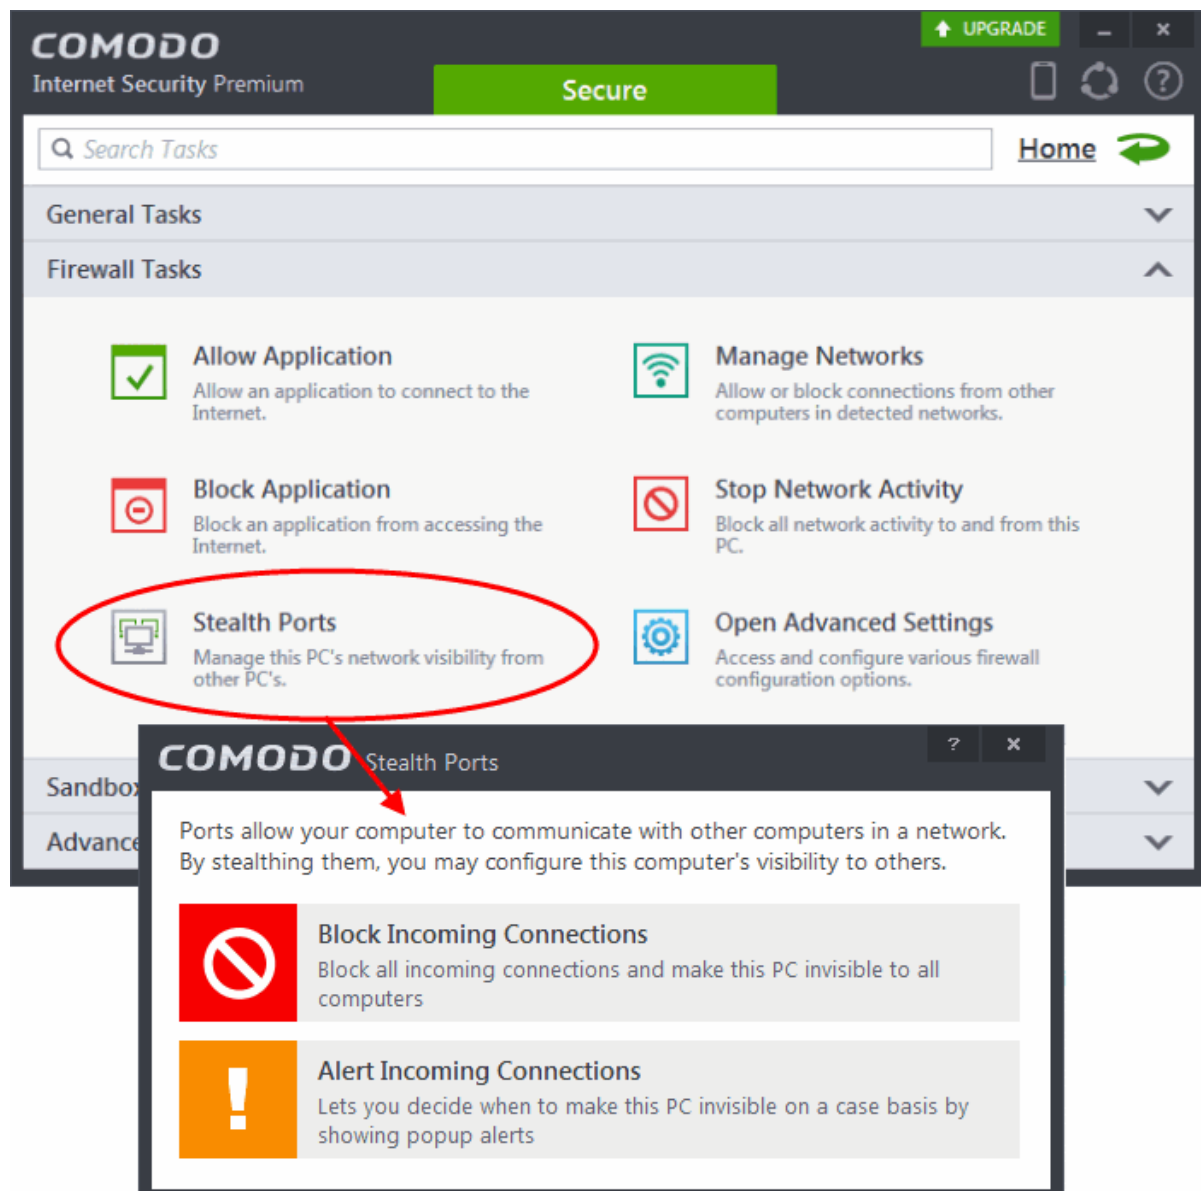 COMODO
Internet Security Premium
UPGRADE
Secure
Search Tasks
Home
General Tasks
Firewall Tasks
Allow Application
Allow an application to connect to the
Internet.
Manage Networks
Allow or block connections from other
computers in detected networks.
Block Application
Block an application from accessing the
Internet.
Stop Network Activity
Block all network activity to and from this
PC.
Stealth Ports
Manage this PC's network visibility from
other PC's.
Open Advanced Settings
Access and configure various firewall
configuration options.
COMODO Stealth Ports
Ports allow your computer to communicate with other computers in a network.
By stealthing them, you may configure this computer's visibility to others.
Block Incoming Connections
Block all incoming connections and make this PC invisible to all
computers
Alert Incoming Connections
Lets you decide when to make this PC invisible on a case basis by
showing popup alerts